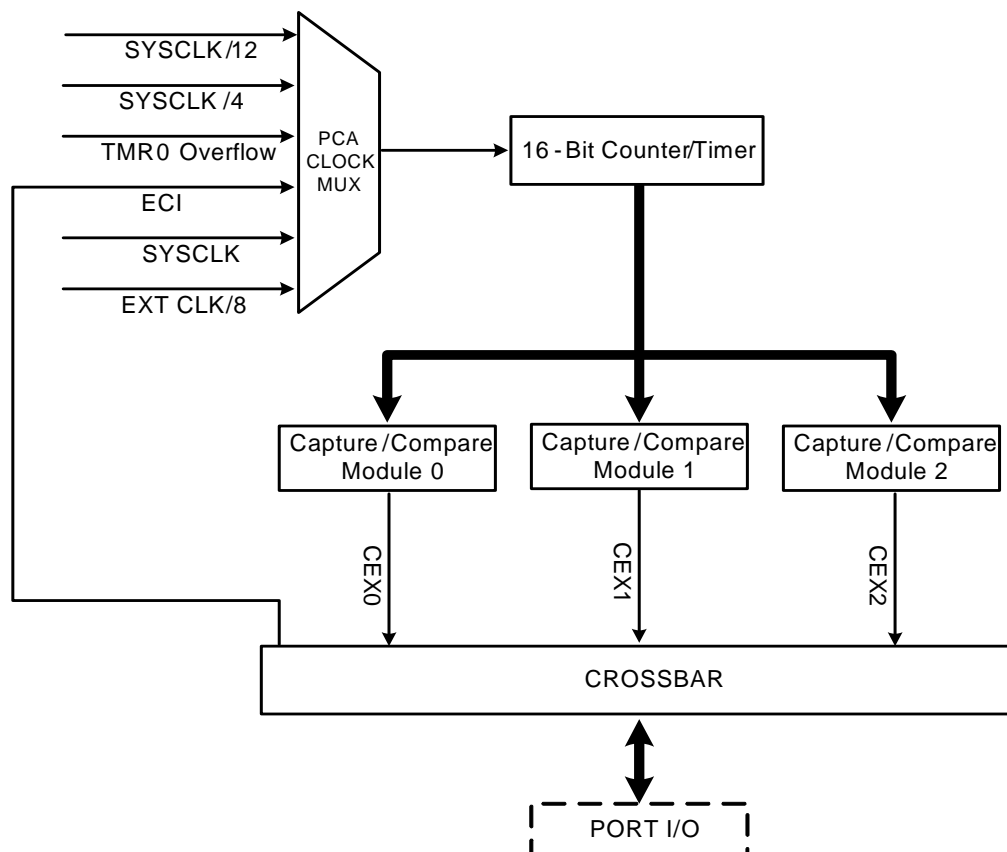 SYSCLK/12
SYSCLK /4
TMR0 Overflow
ECI
SYSCLK
EXT CLK/8
PCA
CLOCK
MUX
16 - Bit Counter/Timer
Capture /Compare
Module 0
Capture /Compare
Module 1
Capture /Compare
Module 2
CEX0
CEX1
CEX2
CROSSBAR
PORT I/O